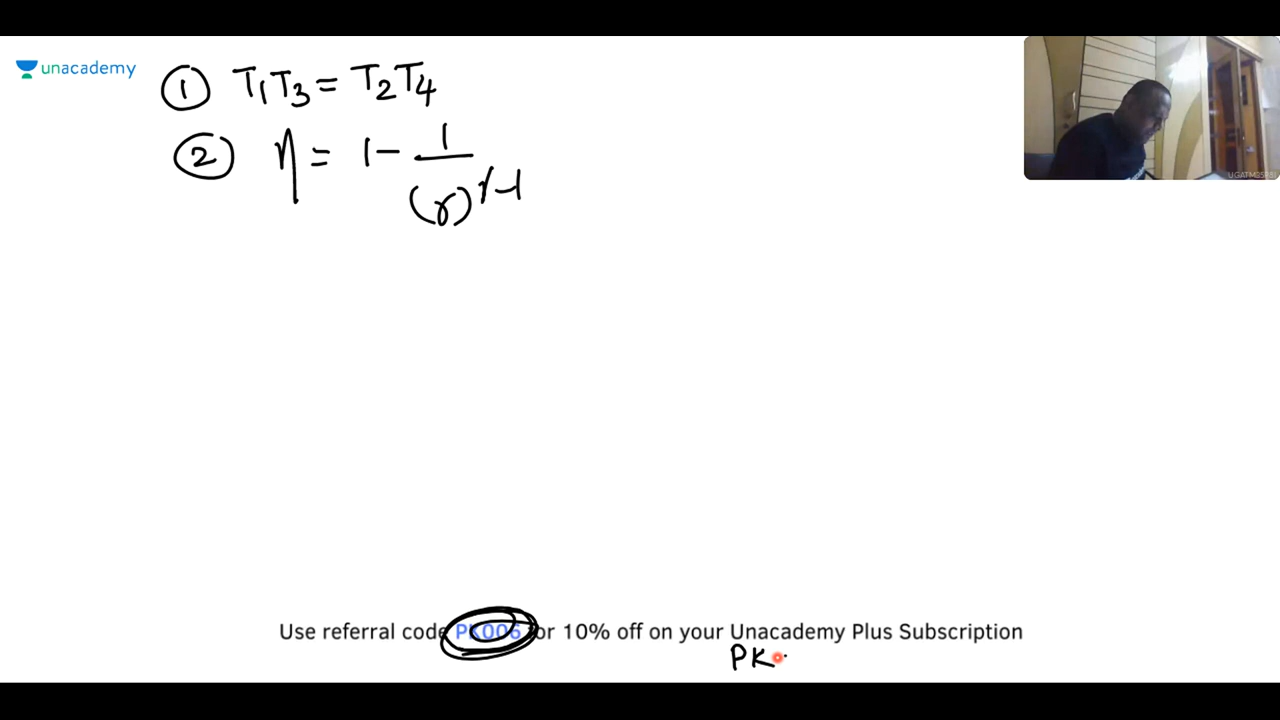 unacademy
① T₁T₃ = T₂T₄
② η = 1 - 1/(r)^γ-1
Use referral code PK006 for 10% off on your Unacademy Plus Subscription
PK